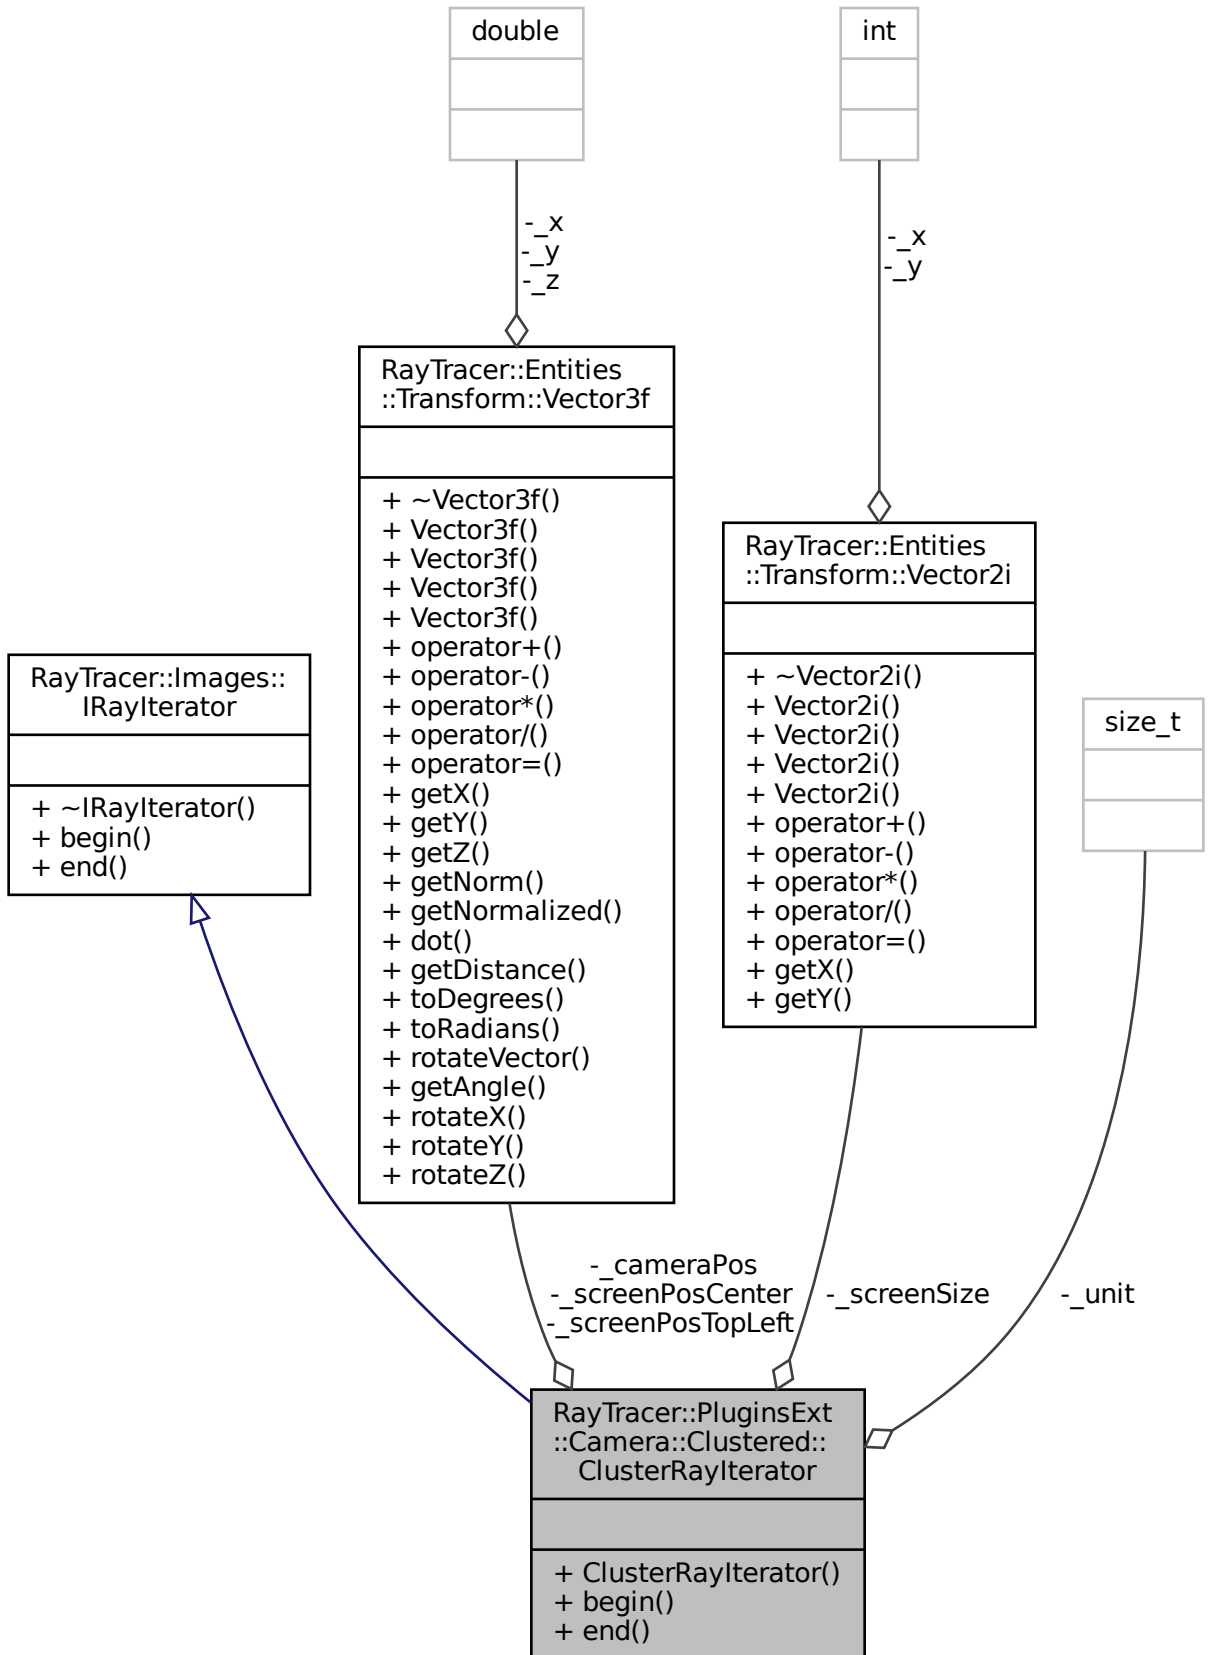 double
int
-_x
-_y
-_z
-_x
-_y
RayTracer::Entities
::Transform::Vector3f
+ ~Vector3f()
+ Vector3f()
+ Vector3f()
+ Vector3f()
+ Vector3f()
+ operator+()
+ operator-()
+ operator*()
+ operator/()
+ operator=()
+ getX()
+ getY()
+ getZ()
+ getNorm()
+ getNormalized()
+ dot()
+ getDistance()
+ toDegrees()
+ toRadians()
+ rotateVector()
+ getAngle()
+ rotateX()
+ rotateY()
+ rotateZ()
RayTracer::Entities
::Transform::Vector2i
+ ~Vector2i()
+ Vector2i()
+ Vector2i()
+ Vector2i()
+ Vector2i()
+ operator+()
+ operator-()
+ operator*()
+ operator/()
+ operator=()
+ getX()
+ getY()
RayTracer::Images::
IRayIterator
+ ~IRayIterator()
+ begin()
+ end()
size_t
-_cameraPos
-_screenPosCenter
-_screenPosTopLeft
-_screenSize
-_unit
RayTracer::PluginsExt
::Camera::Clustered::
ClusterRayIterator
+ ClusterRayIterator()
+ begin()
+ end()